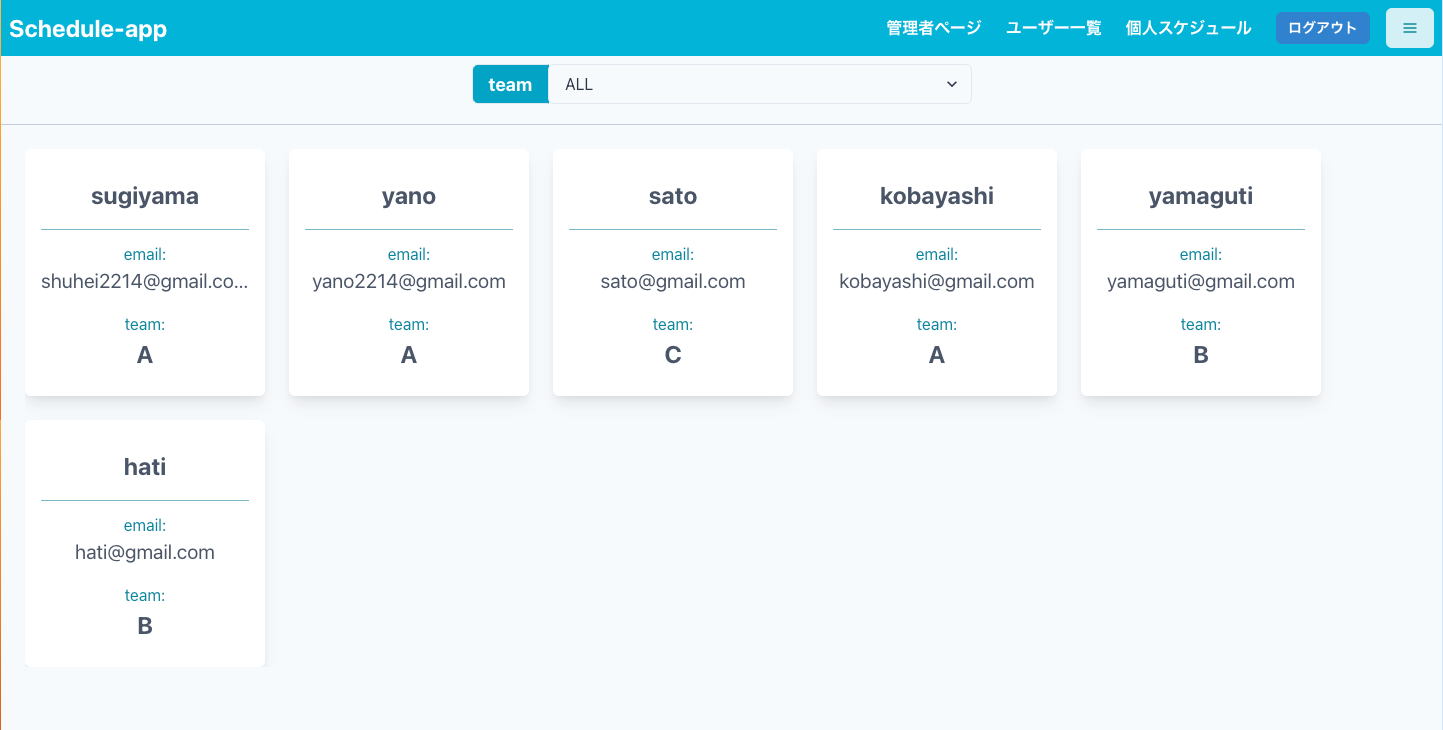 Schedule-app
管理者ページ ユーザー一覧 個人スケジュール ログアウト
team ALL
sugiyama
email:
shuhei2214@gmail.co...
team:
A
yano
email:
yano2214@gmail.com
team:
A
sato
email:
sato@gmail.com
team:
C
kobayashi
email:
kobayashi@gmail.com
team:
A
yamaguti
email:
yamaguti@gmail.com
team:
B
hati
email:
hati@gmail.com
team:
B